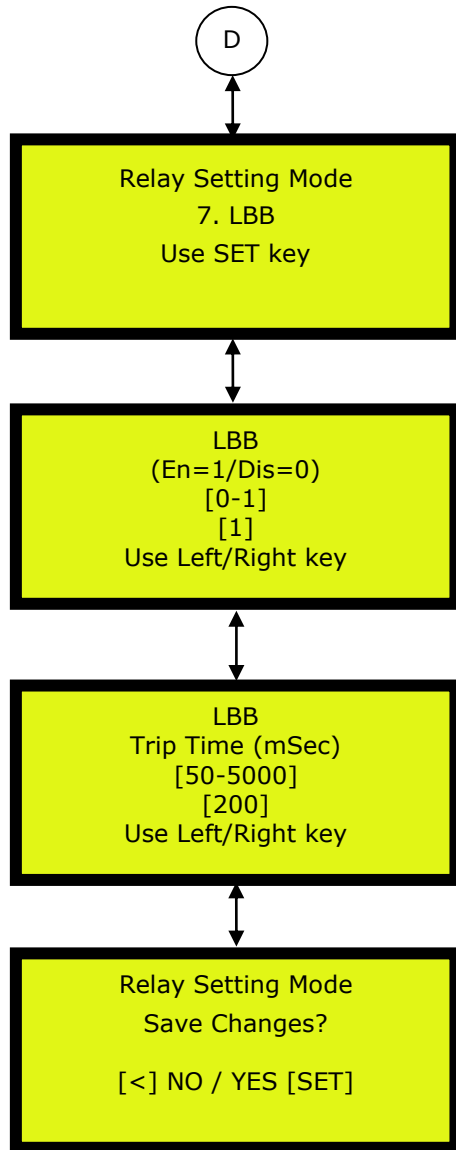 D
Relay Setting Mode
7. LBB
Use SET key
LBB
(En=1/Dis=0)
[0-1]
[1]
Use Left/Right key
LBB
Trip Time (mSec)
[50-5000]
[200]
Use Left/Right key
Relay Setting Mode
Save Changes?
[<] NO / YES [SET]